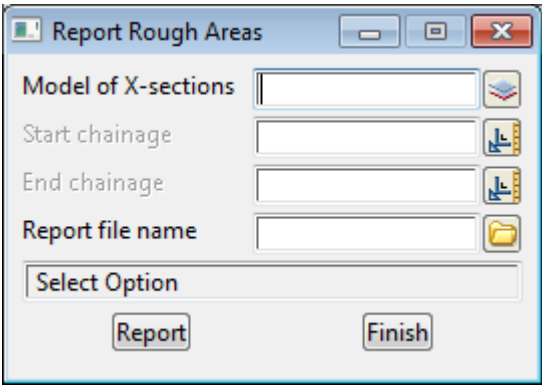 Report Rough Areas
Model of X-sections
Start chainage
End chainage
Report file name
Select Option
Report Finish